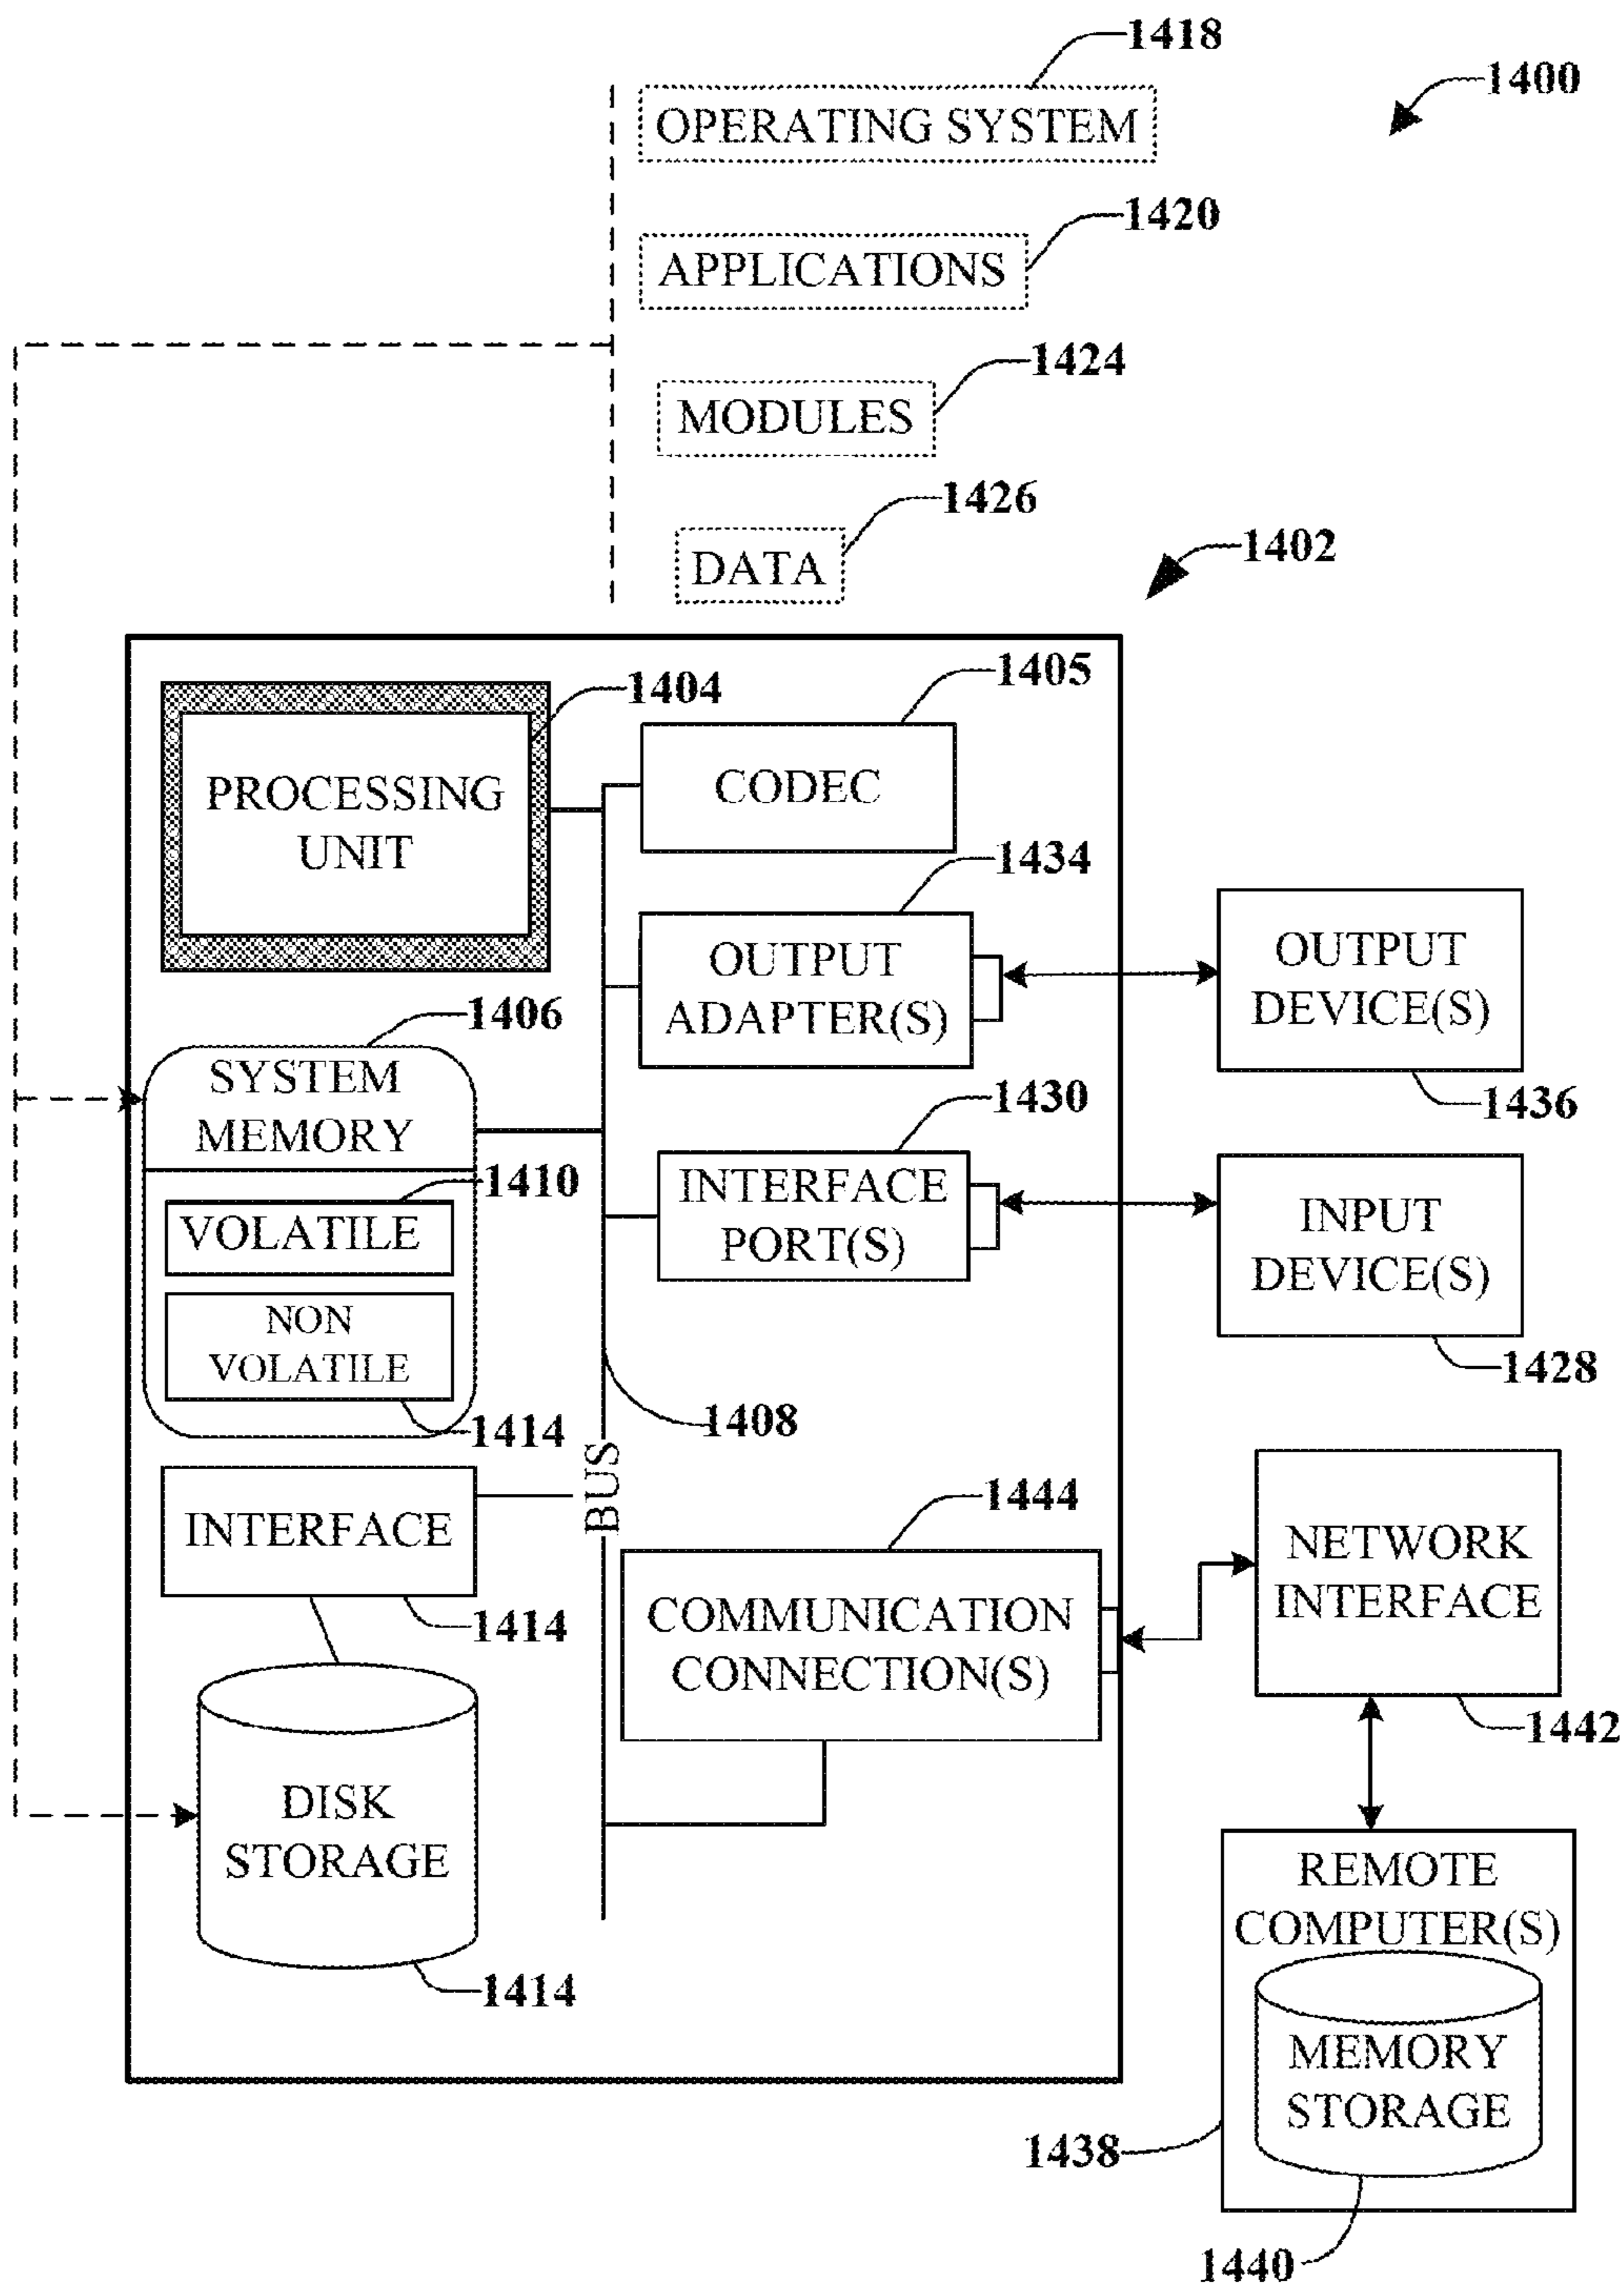 1418
1400
OPERATING SYSTEM
1420
APPLICATIONS
1424
MODULES
1426
DATA
1402
1404
1405
PROCESSING
UNIT
CODEC
1434
OUTPUT
ADAPTER(S)
OUTPUT
DEVICE(S)
1436
1406
SYSTEM
MEMORY
1430
1410
VOLATILE
INTERFACE
PORT(S)
INPUT
DEVICE(S)
1428
NON
VOLATILE
1414
1408
BUS
INTERFACE
1414
1444
COMMUNICATION
CONNECTION(S)
NETWORK
INTERFACE
1442
DISK
STORAGE
1414
REMOTE
COMPUTER(S)
MEMORY
STORAGE
1438
1440